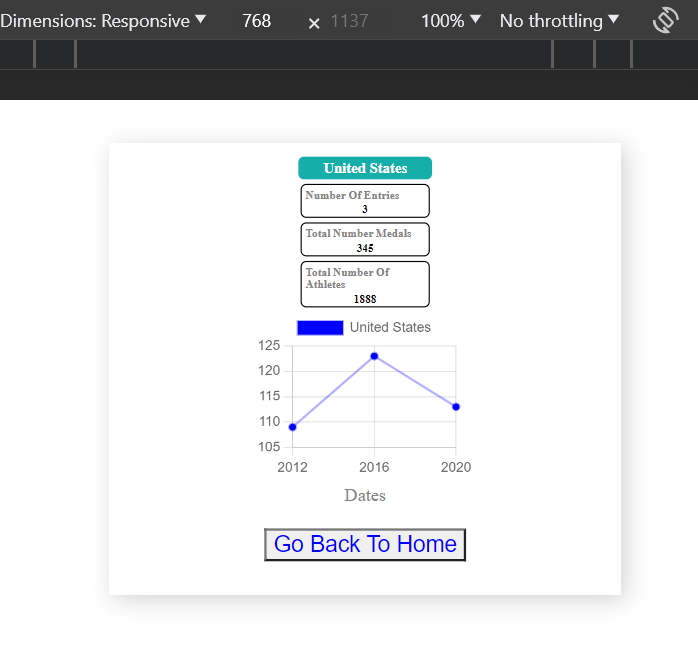 Dimensions: Responsive ▼ 768 × 1137 100% ▼ No throttling ▼
United States
Number Of Entries
3
Total Number Medals
345
Total Number Of
Athletes
1888
United States
125
120
115
110
105
2012 2016 2020
Dates
Go Back To Home